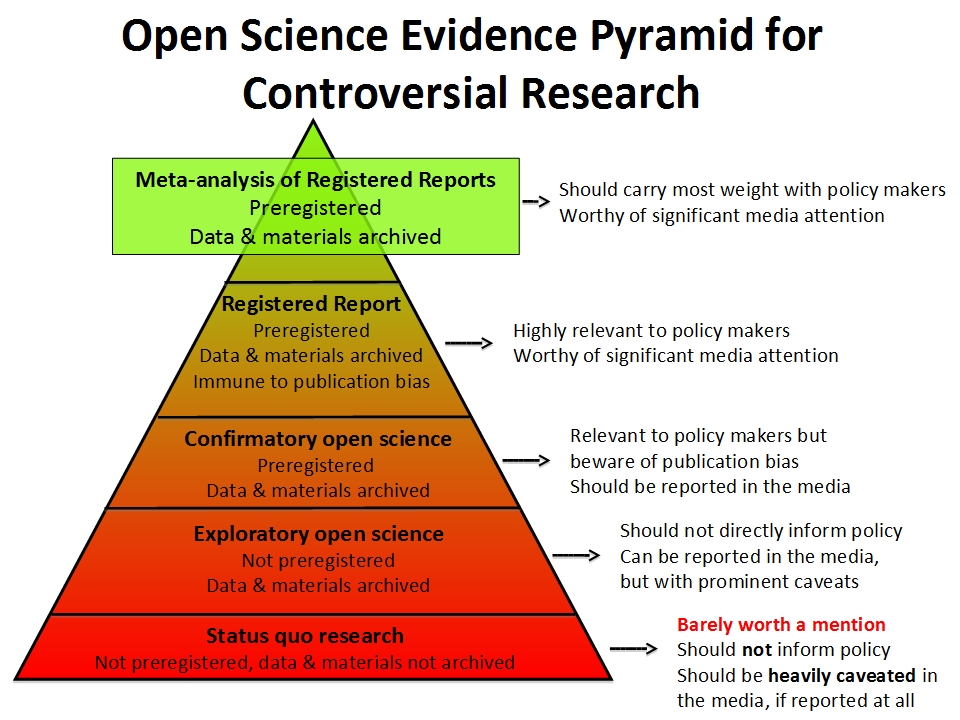 Open Science Evidence Pyramid for
Controversial Research
Meta-analysis of Registered Reports
Preregistered
Data & materials archived
Should carry most weight with policy makers
Worthy of significant media attention
Registered Report
Preregistered
Data & materials archived
Immune to publication bias
Highly relevant to policy makers
Worthy of significant media attention
Confirmatory open science
Preregistered
Data & materials archived
Relevant to policy makers but
beware of publication bias
Should be reported in the media
Exploratory open science
Not preregistered
Data & materials archived
Should not directly inform policy
Can be reported in the media,
but with prominent caveats
Status quo research
Not preregistered, data & materials not archived
Barely worth a mention
Should not inform policy
Should be heavily caveated in
the media, if reported at all